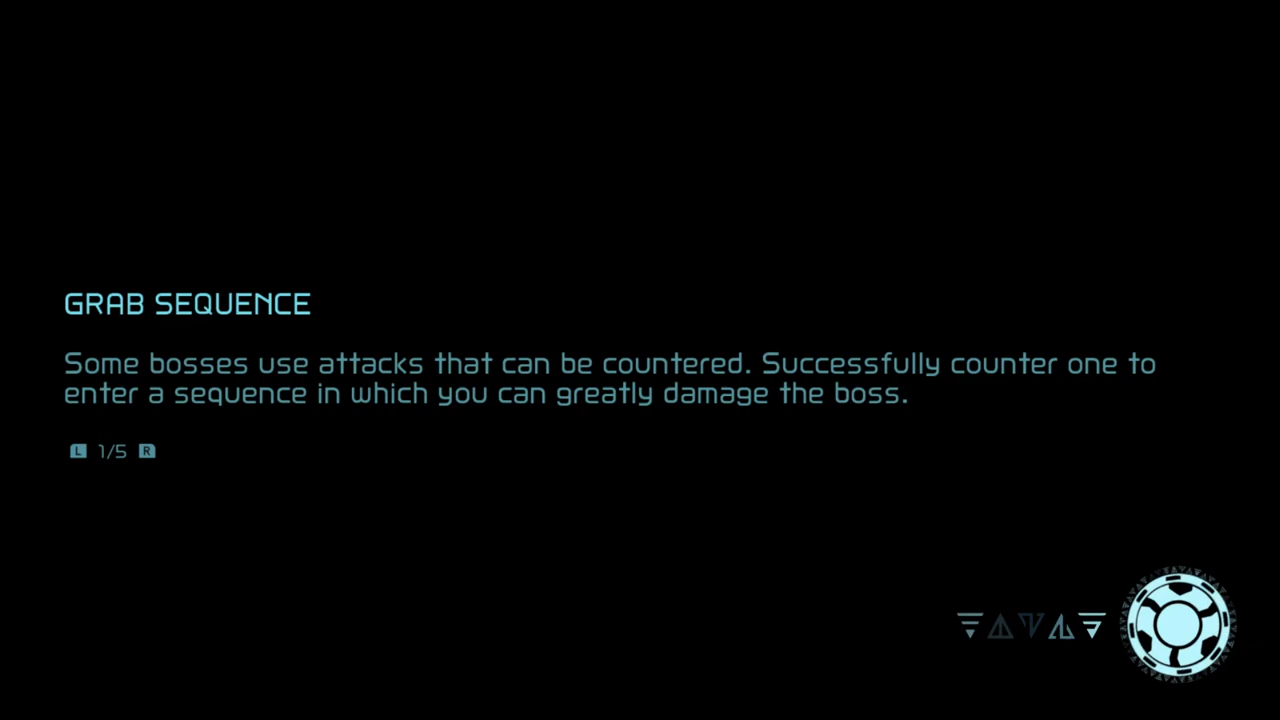 GRAB SEQUENCE
Some bosses use attacks that can be countered. Successfully counter one to
enter a sequence in which you can greatly damage the boss.
L 1/5 R